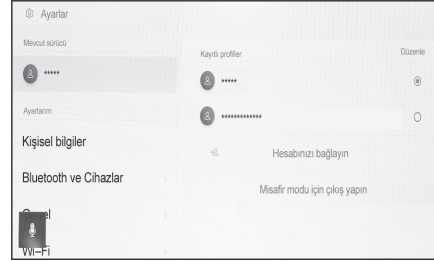 Ayarlar
Mevcut sürücü
*****
Ayarlarım
Kişisel bilgiler
Bluetooth ve Cihazlar
Wi-Fi
Kayıtlı profiller
Düzenle
*****
*************
Hesabınızı bağlayın
Misafir modu için çıkış yapın